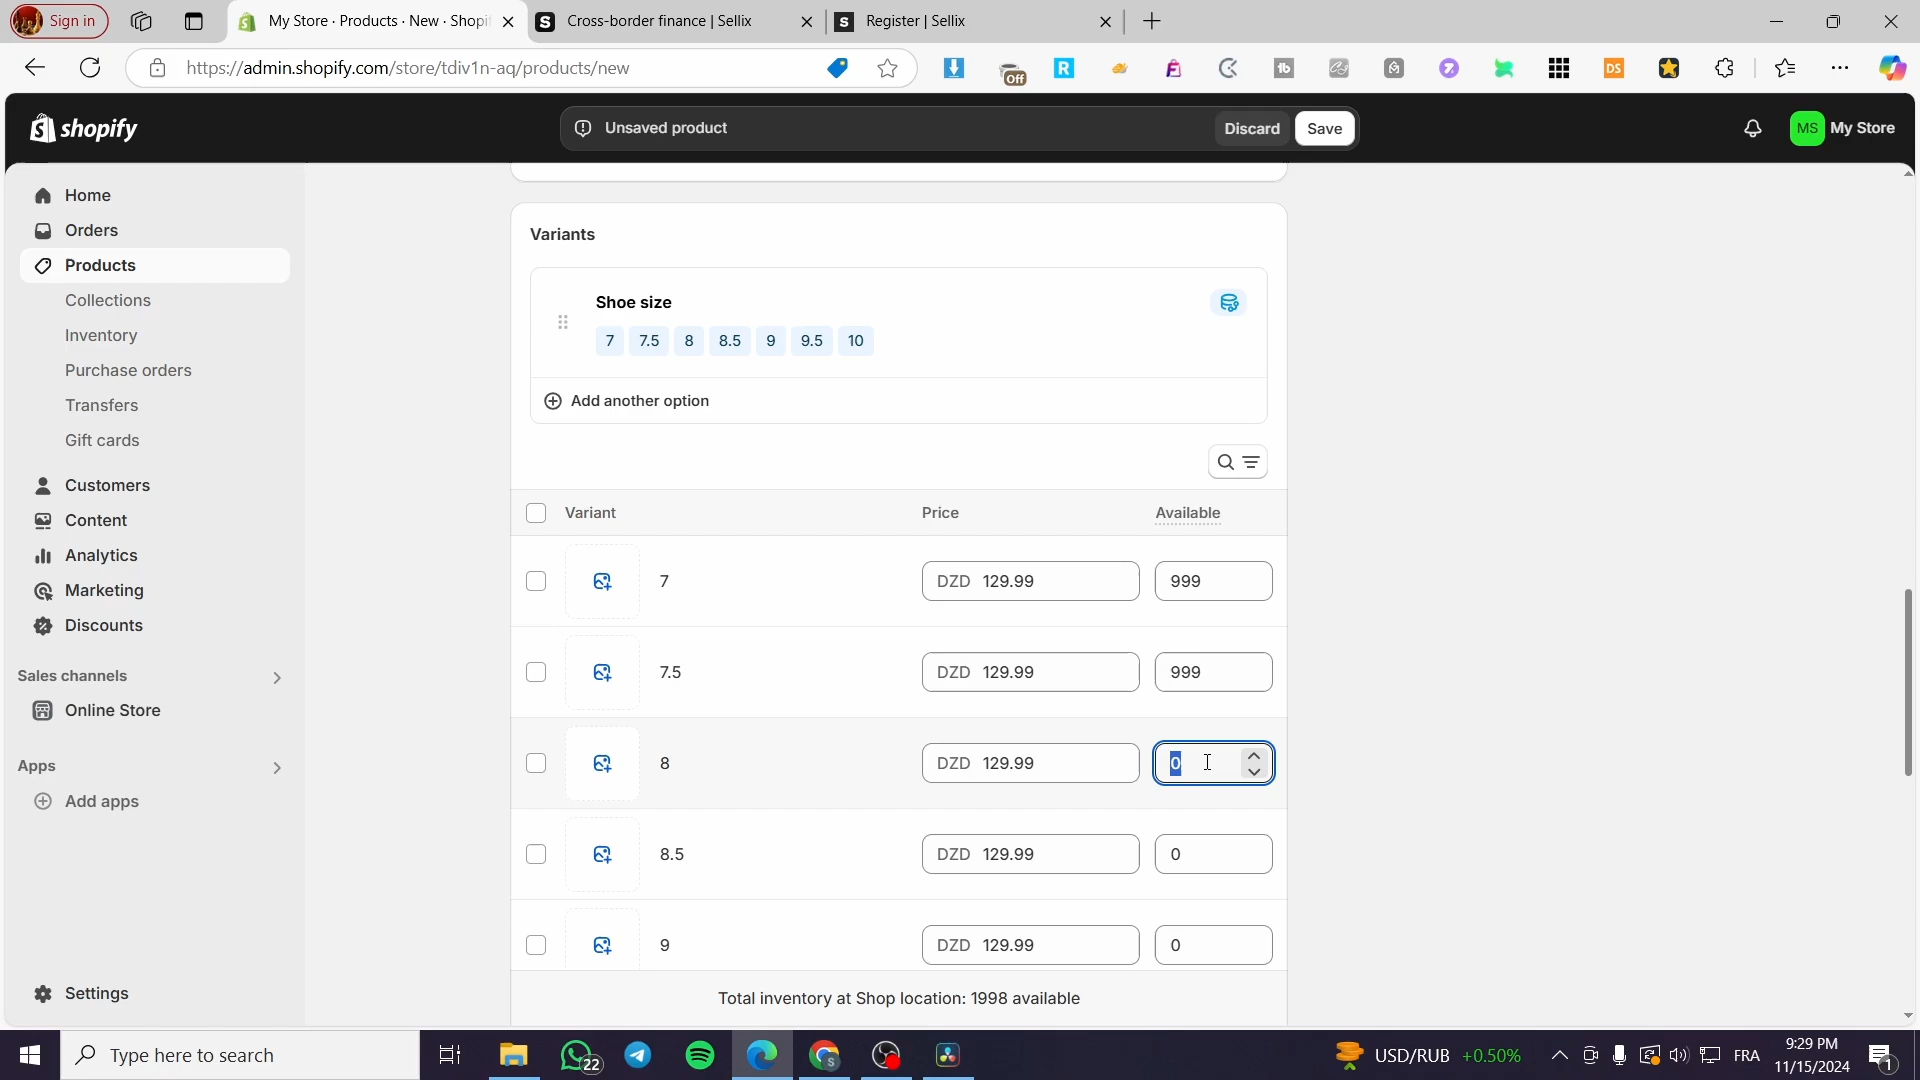 Sign in
My Store · Products · New · Shopi
Cross-border finance | Sellix
Register | Sellix
https://admin.shopify.com/store/tdiv1n-aq/products/new
Off
R
tb
DS
shopify
Unsaved product
Discard
Save
MS
My Store
Home
Orders
Products
Collections
Inventory
Purchase orders
Transfers
Gift cards
Customers
Content
Analytics
Marketing
Discounts
Sales channels
Online Store
Apps
Add apps
Settings
Variants
Shoe size
7 7.5 8 8.5 9 9.5 10
Add another option
Variant Price Available
7 DZD 129.99 999
7.5 DZD 129.99 999
8 DZD 129.99 0
8.5 DZD 129.99 0
9 DZD 129.99 0
Total inventory at Shop location: 1998 available
Type here to search
22
S
USD/RUB +0.50%
FRA
9:29 PM
11/15/2024
1